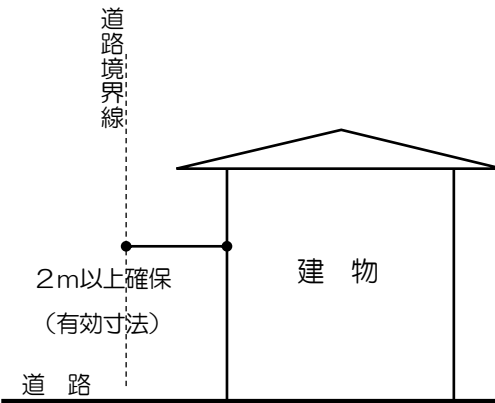 道路境界線
２ｍ以上確保
（有効寸法）
建　物
道　路